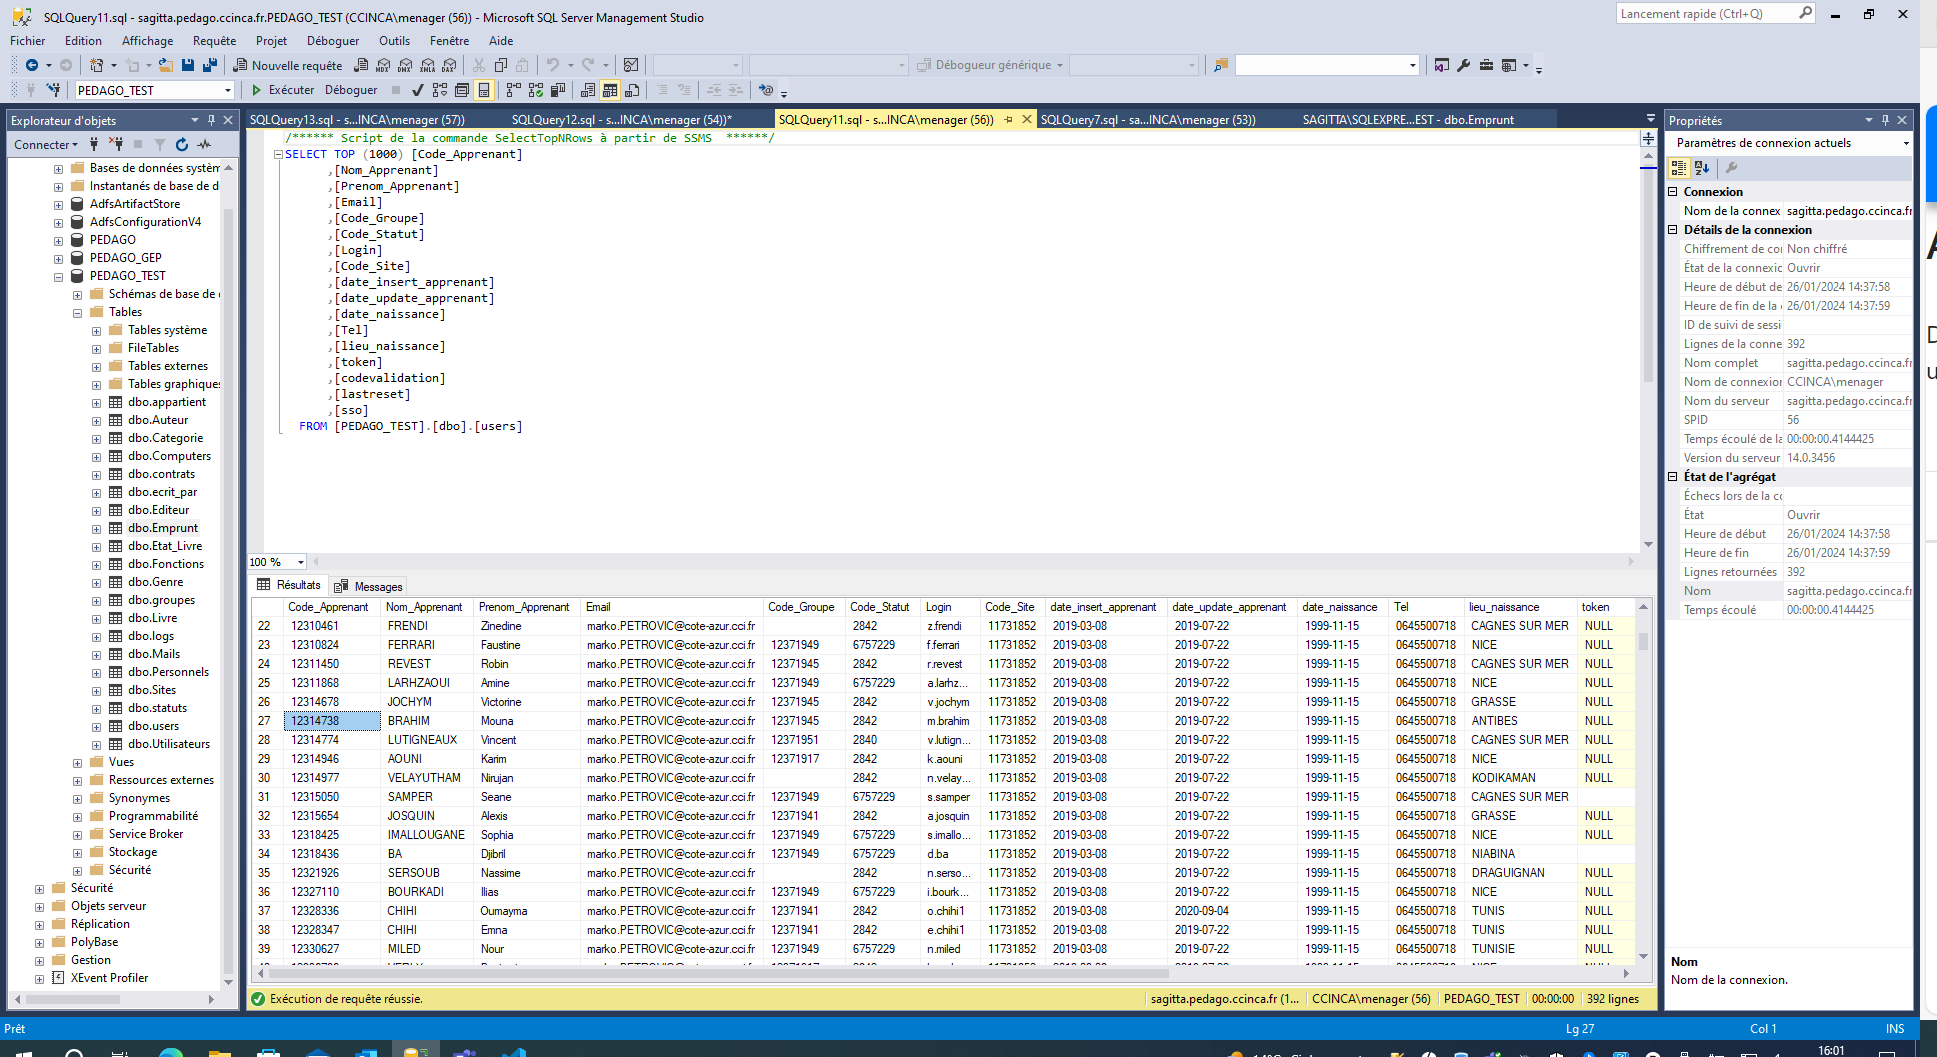 SQLQuery11.sql - sagitta.pedago.ccinca.fr.PEDAGO_TEST (CCINCA\menager (56)) - Microsoft SQL Server Management Studio
Lancement rapide (Ctrl+Q)
Fichier Edition Affichage Requête Projet Déboguer Outils Fenêtre Aide
Nouvelle requête MDX DMX XMLA DAX Débogueur générique
PEDAGO_TEST Exécuter Déboguer
Explorateur d'objets
Connecter
Bases de données systèm
Instantanés de base de d
AdfsArtifactStore
AdfsConfigurationV4
PEDAGO
PEDAGO_GEP
PEDAGO_TEST
Schémas de base de
Tables
Tables système
FileTables
Tables externes
Tables graphiques
dbo.appartient
dbo.Auteur
dbo.Categorie
dbo.Computers
dbo.contrats
dbo.ecrit_par
dbo.Editeur
dbo.Emprunt
dbo.Etat_Livre
dbo.Fonctions
dbo.Genre
dbo.groupes
dbo.Livre
dbo.logs
dbo.Mails
dbo.Personnels
dbo.Sites
dbo.statuts
dbo.users
dbo.Utilisateurs
Vues
Ressources externes
Synonymes
Programmabilité
Service Broker
Stockage
Sécurité
Sécurité
Objets serveur
Réplication
PolyBase
Gestion
XEvent Profiler
SQLQuery13.sql - s...INCA\menager (57)) SQLQuery12.sql - s...INCA\menager (54))* SQLQuery11.sql - s...INCA\menager (56)) SQLQuery7.sql - sa...INCA\menager (53)) SAGITTA\SQLEXPRE...EST - dbo.Emprunt
/****** Script de la commande SelectTopNRows à partir de SSMS  ******/
SELECT TOP (1000) [Code_Apprenant]
,[Nom_Apprenant]
,[Prenom_Apprenant]
,[Email]
,[Code_Groupe]
,[Code_Statut]
,[Login]
,[Code_Site]
,[date_insert_apprenant]
,[date_update_apprenant]
,[date_naissance]
,[Tel]
,[lieu_naissance]
,[token]
,[codevalidation]
,[lastreset]
,[sso]
FROM [PEDAGO_TEST].[dbo].[users]
100 %
Résultats Messages
Code_Apprenant Nom_Apprenant Prenom_Apprenant Email Code_Groupe Code_Statut Login Code_Site date_insert_apprenant date_update_apprenant date_naissance Tel lieu_naissance token
22 12310461 FRENDI Zinedine marko.PETROVIC@cote-azur.cci.fr 2842 z.frendi 11731852 2019-03-08 2019-07-22 1999-11-15 0645500718 CAGNES SUR MER NULL
23 12310824 FERRARI Faustine marko.PETROVIC@cote-azur.cci.fr 12371949 6757229 f.ferrari 11731852 2019-03-08 2019-07-22 1999-11-15 0645500718 NICE NULL
24 12311450 REVEST Robin marko.PETROVIC@cote-azur.cci.fr 12371945 2842 r.revest 11731852 2019-03-08 2019-07-22 1999-11-15 0645500718 CAGNES SUR MER NULL
25 12311868 LARHZAOUI Amine marko.PETROVIC@cote-azur.cci.fr 12371949 6757229 a.larhz... 11731852 2019-03-08 2019-07-22 1999-11-15 0645500718 NICE NULL
26 12314678 JOCHYM Victorine marko.PETROVIC@cote-azur.cci.fr 12371945 2842 v.jochym 11731852 2019-03-08 2019-07-22 1999-11-15 0645500718 GRASSE NULL
27 12314738 BRAHIM Mouna marko.PETROVIC@cote-azur.cci.fr 12371945 2842 m.brahim 11731852 2019-03-08 2019-07-22 1999-11-15 0645500718 ANTIBES NULL
28 12314774 LUTIGNEAUX Vincent marko.PETROVIC@cote-azur.cci.fr 12371951 2840 v.lutign... 11731852 2019-03-08 2019-07-22 1999-11-15 0645500718 CAGNES SUR MER NULL
29 12314946 AOUNI Karim marko.PETROVIC@cote-azur.cci.fr 12371917 2842 k.aouni 11731852 2019-03-08 2019-07-22 1999-11-15 0645500718 NICE NULL
30 12314977 VELAYUTHAM Nirujan marko.PETROVIC@cote-azur.cci.fr 2842 n.velay... 11731852 2019-03-08 2019-07-22 1999-11-15 0645500718 KODIKAMAN NULL
31 12315050 SAMPER Seane marko.PETROVIC@cote-azur.cci.fr 12371949 6757229 s.samper 11731852 2019-03-08 2019-07-22 1999-11-15 0645500718 CAGNES SUR MER
32 12315654 JOSQUIN Alexis marko.PETROVIC@cote-azur.cci.fr 12371941 2842 a.josquin 11731852 2019-03-08 2019-07-22 1999-11-15 0645500718 GRASSE NULL
33 12318425 IMALLOUGANE Sophia marko.PETROVIC@cote-azur.cci.fr 12371949 6757229 s.imallo... 11731852 2019-03-08 2019-07-22 1999-11-15 0645500718 NICE NULL
34 12318436 BA Djibril marko.PETROVIC@cote-azur.cci.fr 12371949 6757229 d.ba 11731852 2019-03-08 2019-07-22 1999-11-15 0645500718 NIABINA
35 12321926 SERSOUB Nassime marko.PETROVIC@cote-azur.cci.fr 2842 n.serso... 11731852 2019-03-08 2019-07-22 1999-11-15 0645500718 DRAGUIGNAN NULL
36 12327110 BOURKADI Ilias marko.PETROVIC@cote-azur.cci.fr 12371949 6757229 i.bourk... 11731852 2019-03-08 2019-07-22 1999-11-15 0645500718 NICE NULL
37 12328336 CHIHI Oumayma marko.PETROVIC@cote-azur.cci.fr 12371941 2842 o.chihi1 11731852 2019-03-08 2020-09-04 1999-11-15 0645500718 TUNIS NULL
38 12328347 CHIHI Emna marko.PETROVIC@cote-azur.cci.fr 12371941 2842 e.chihi1 11731852 2019-03-08 2019-07-22 1999-11-15 0645500718 TUNIS NULL
39 12330627 MILED Nour marko.PETROVIC@cote-azur.cci.fr 12371949 6757229 n.miled 11731852 2019-03-08 2019-07-22 1999-11-15 0645500718 TUNISIE NULL
Exécution de requête réussie. sagitta.pedago.ccinca.fr (1... CCINCA\menager (56) PEDAGO_TEST 00:00:00 392 lignes
Propriétés
Paramètres de connexion actuels
Connexion
Nom de la connex sagitta.pedago.ccinca.fr
Détails de la connexion
Chiffrement de co Non chiffré
État de la connexic Ouvrir
Heure de début de 26/01/2024 14:37:58
Heure de fin de la 26/01/2024 14:37:59
ID de suivi de sessi
Lignes de la conne 392
Nom complet sagitta.pedago.ccinca.fr
Nom de connexion CCINCA\menager
Nom du serveur sagitta.pedago.ccinca.fr
SPID 56
Temps écoulé de la 00:00:00.4144425
Version du serveur 14.0.3456
État de l'agrégat
Échecs lors de la co
État Ouvrir
Heure de début 26/01/2024 14:37:58
Heure de fin 26/01/2024 14:37:59
Lignes retournées 392
Nom sagitta.pedago.ccinca.fr
Temps écoulé 00:00:00.4144425
Nom
Nom de la connexion.
Prêt Lg 27 Col 1 INS
16:01